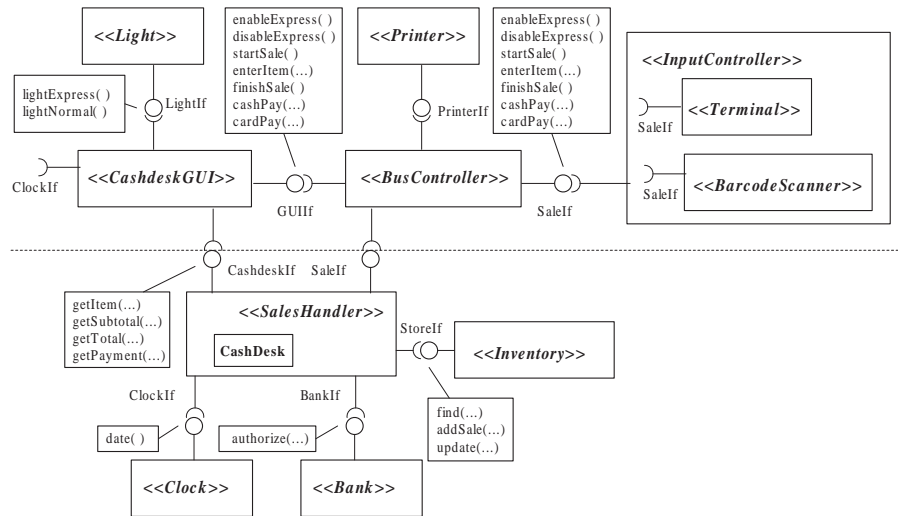 <<Light>>
lightExpress( )
lightNormal( )
LightIf
enableExpress( )
disableExpress( )
startSale( )
enterItem(...)
finishSale( )
cashPay(...)
cardPay(...)
<<Printer>>
PrinterIf
enableExpress( )
disableExpress( )
startSale( )
enterItem(...)
finishSale( )
cashPay(...)
cardPay(...)
<<InputController>>
<<Terminal>>
SaleIf
<<BarcodeScanner>>
SaleIf
ClockIf
<<CashdeskGUI>>
GUIIf
<<BusController>>
SaleIf
CashdeskIf
SaleIf
getItem(...)
getSubtotal(...)
getTotal(...)
getPayment(...)
<<SalesHandler>>
CashDesk
StoreIf
<<Inventory>>
find(...)
addSale(...)
update(...)
ClockIf
date( )
<<Clock>>
BankIf
authorize(...)
<<Bank>>